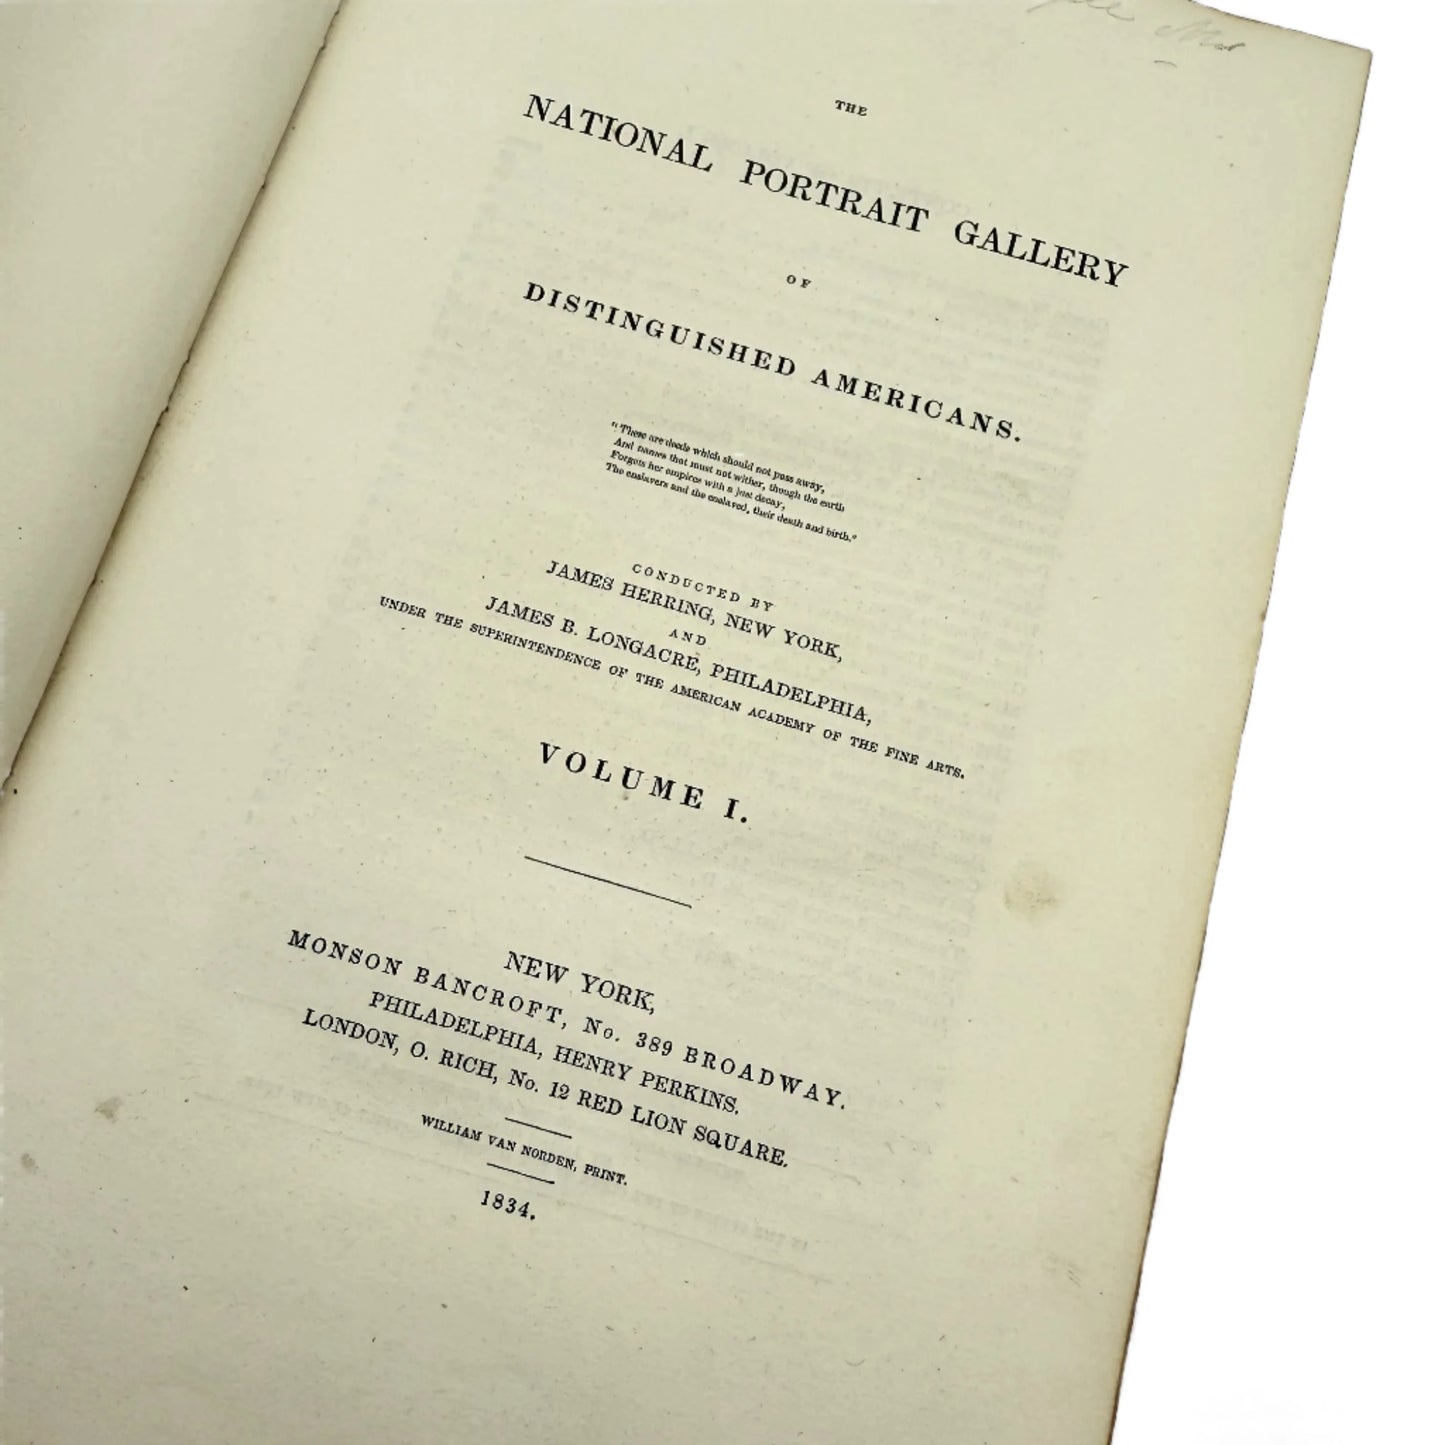 THE
NATIONAL PORTRAIT GALLERY
OF
DISTINGUISHED AMERICANS.
"These are deeds which should not pass away,
And names that must not wither, though the earth
Forgets her empires with a just decay,
The enslavers and the enslaved, their death and birth."
CONDUCTED BY
JAMES HERRING, NEW YORK,
AND
JAMES B. LONGACRE, PHILADELPHIA,
UNDER THE SUPERINTENDENCE OF THE AMERICAN ACADEMY OF THE FINE ARTS.
VOLUME I.
NEW YORK,
MONSON BANCROFT, No. 389 BROADWAY.
PHILADELPHIA, HENRY PERKINS.
LONDON, O. RICH, No. 12 RED LION SQUARE.
WILLIAM VAN NORDEN, PRINT.
1834.